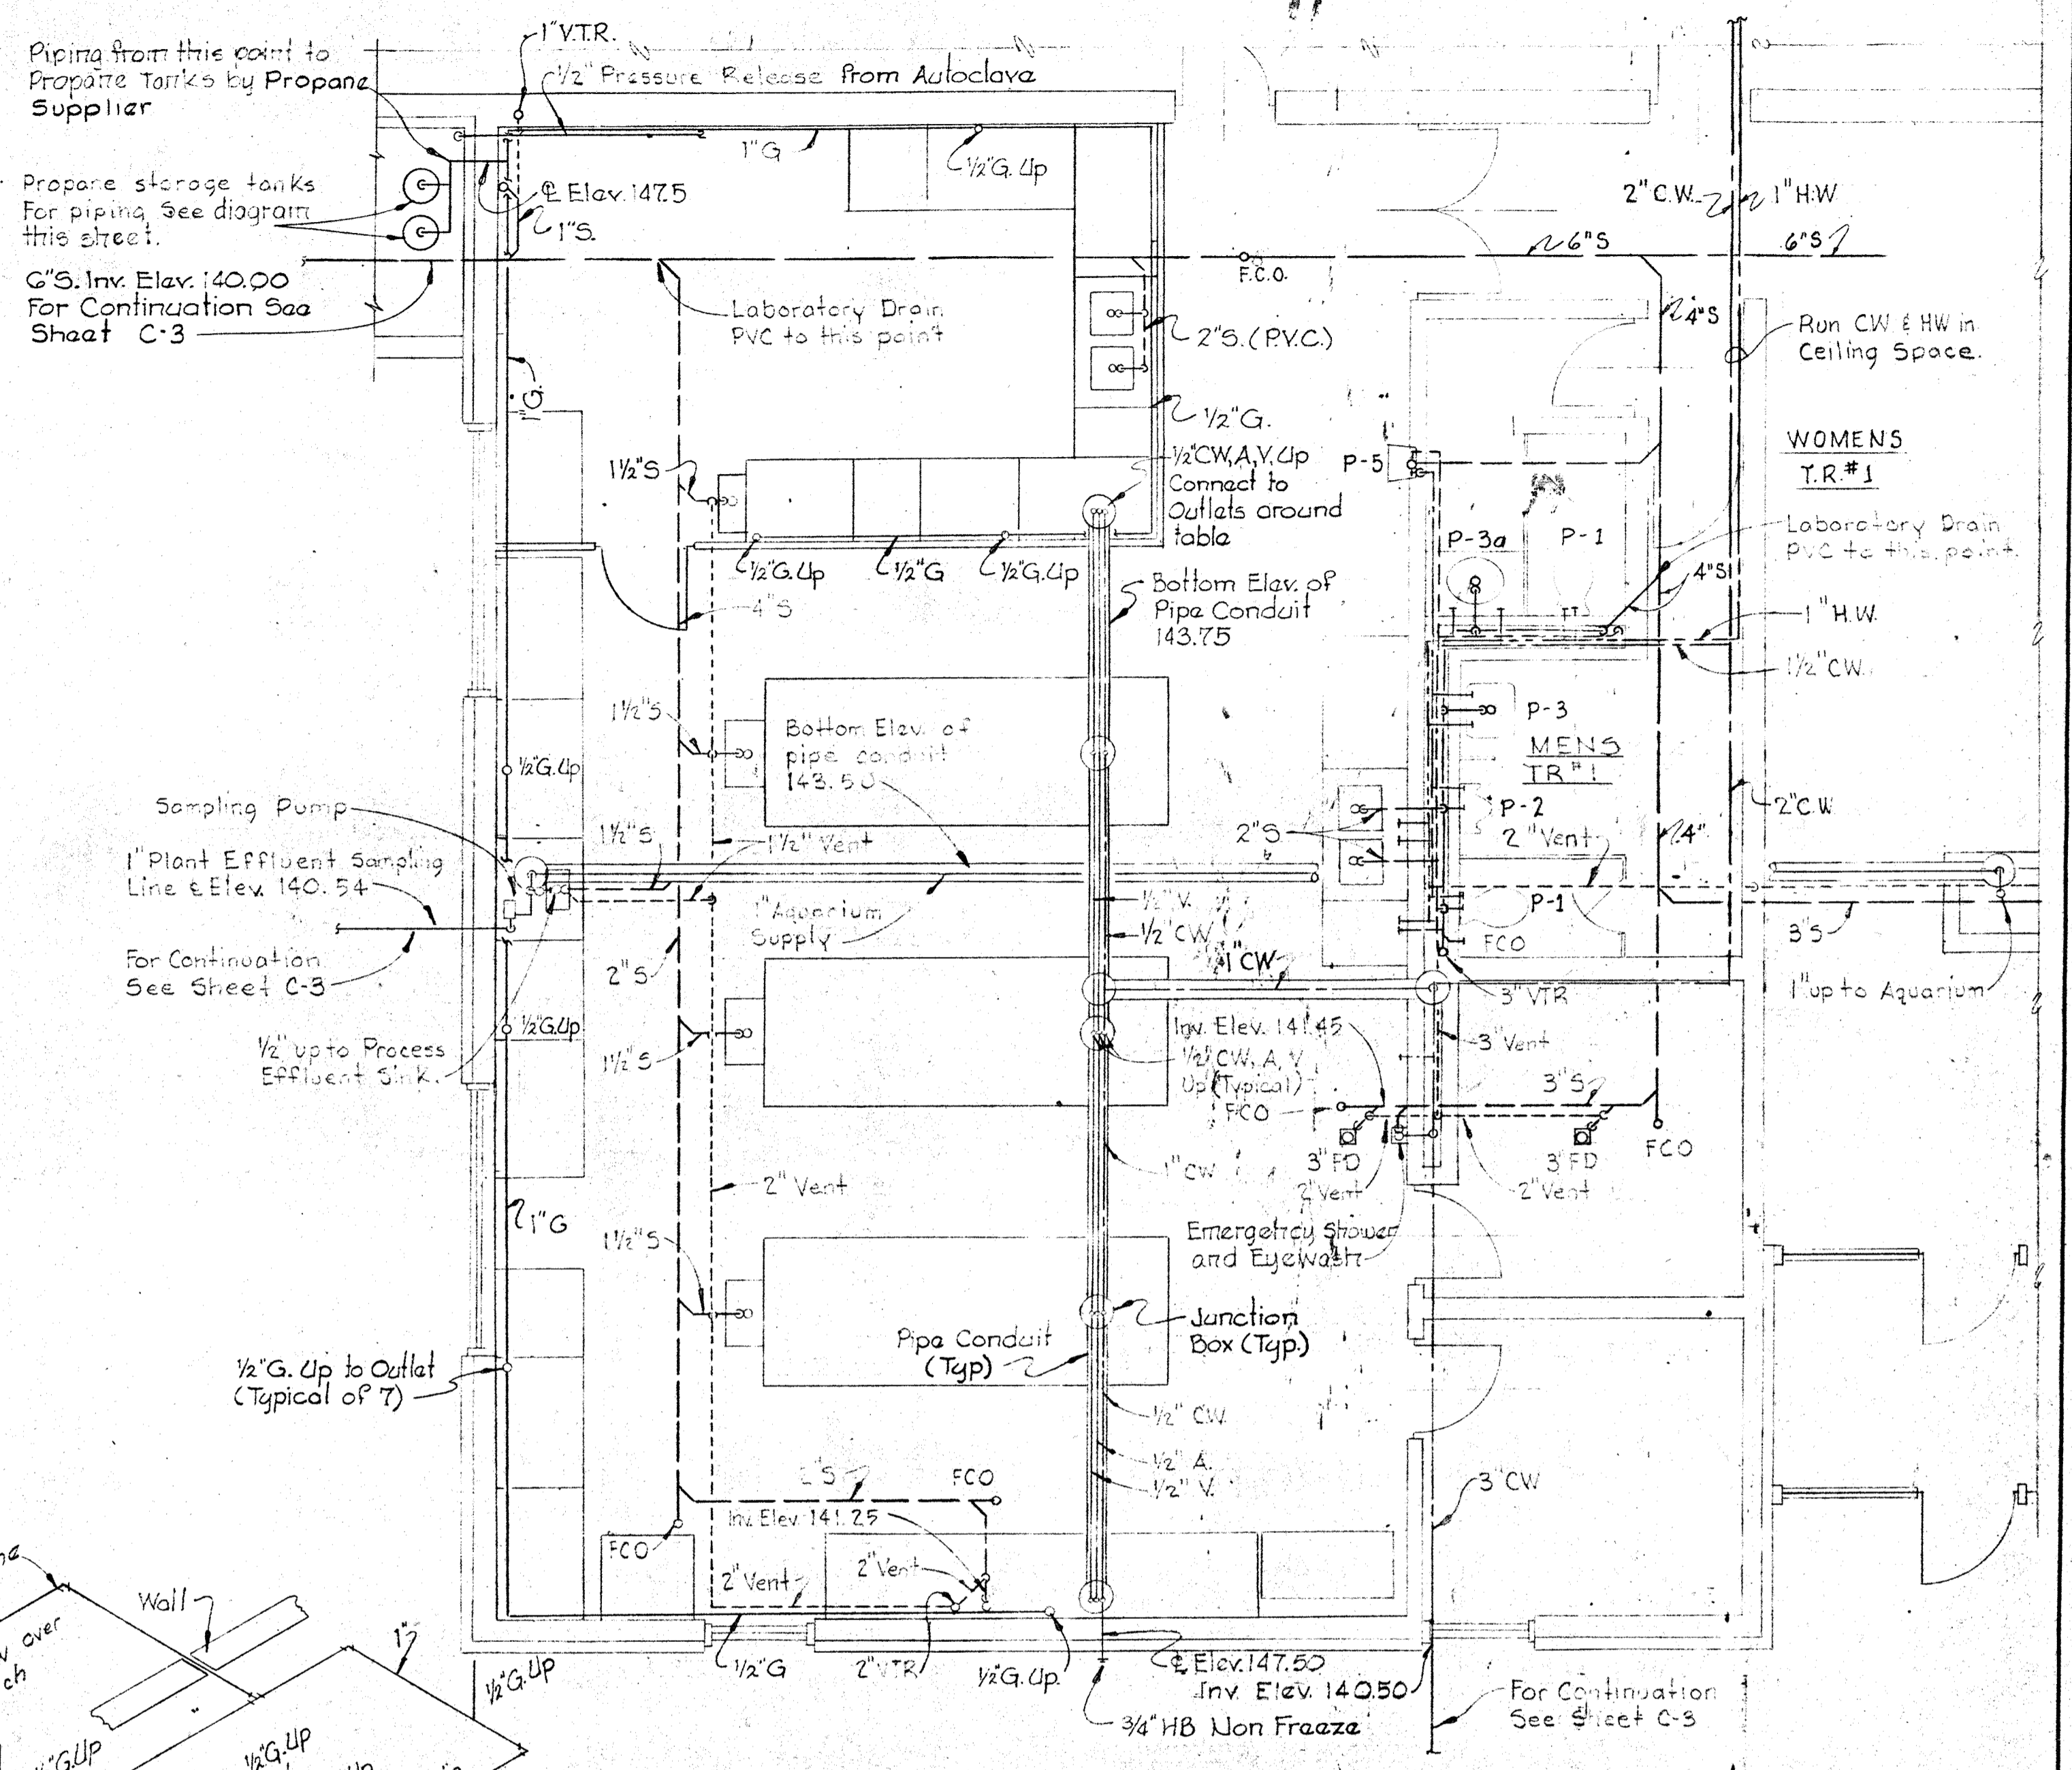 1" V.T.R.
Piping from this point to
Propane Tanks by Propane
Supplier
1/2" Pressure Release from Autoclave
1"G
1/2"G. Up
Propane storage tanks
For piping See diagram
this sheet.
℄ Elev. 147.5
1"S.
2" C.W.
1" H.W
6"S
6"S
F.C.O.
6"S. Inv. Elev. 140.00
For Continuation See
Sheet C-3
Laboratory Drain
PVC to this point
2"S. (P.V.C.)
4"S
Run CW & HW in
Ceiling Space.
1"G.
1/2"G.
WOMENS
T.R.#1
1 1/2"S
1/2"CW,A,V,Up
Connect to
Outlets around
table
P-5
P-3a
P-1
Laboratory Drain
PVC to this point.
1/2"G.Up
1/2"G
1/2"G.Up
4"S
4"S
Bottom Elev. of
Pipe Conduit
143.75
1" H.W.
1/2" CW.
1 1/2"S
Bottom Elev. of
pipe conduit
143.50
P-3
MENS
TR#1
1/2"G.Up
Sampling Pump
1 1/2"S
1 1/2" Vent
2"S
P-2
2" Vent
4"
2"C.W
1" Plant Effluent Sampling
Line ℄ Elev. 140.54
1" Aquarium
Supply
1/2" V.
1/2" CW
P-1
FCO
3"S
For Continuation
See Sheet C-3
2"S
1" CW
3" VTR
1" up to Aquarium
1/2"G.Up
1/2" up to Process
Effluent Sink.
1 1/2"S
Inv. Elev. 141.45
1/2" CW, A, V
Up (Typical)
FCO
3" Vent
3"S
3"FD
2" Vent
3"FD
2" Vent
FCO
1" CW
2" Vent
1"G
1 1/2"S
Emergency Shower
and Eyewash
Junction
Box (Typ.)
Pipe Conduit
(Typ)
1/2"G. Up to Outlet
(Typical of 7)
1/2" CW.
1/2" A.
1/2" V.
3" CW
"S
FCO
Inv. Elev. 141.25
FCO
2" Vent
2" Vent
Wall
over
1"
1/2"G.UP
1/2"G
2" VTR
1/2"G. Up.
℄ Elev. 147.50
Inv. Elev. 140.50
3/4" HB Non Freeze
For Continuation
See Sheet C-3
"G.UP
1/2"G.UP